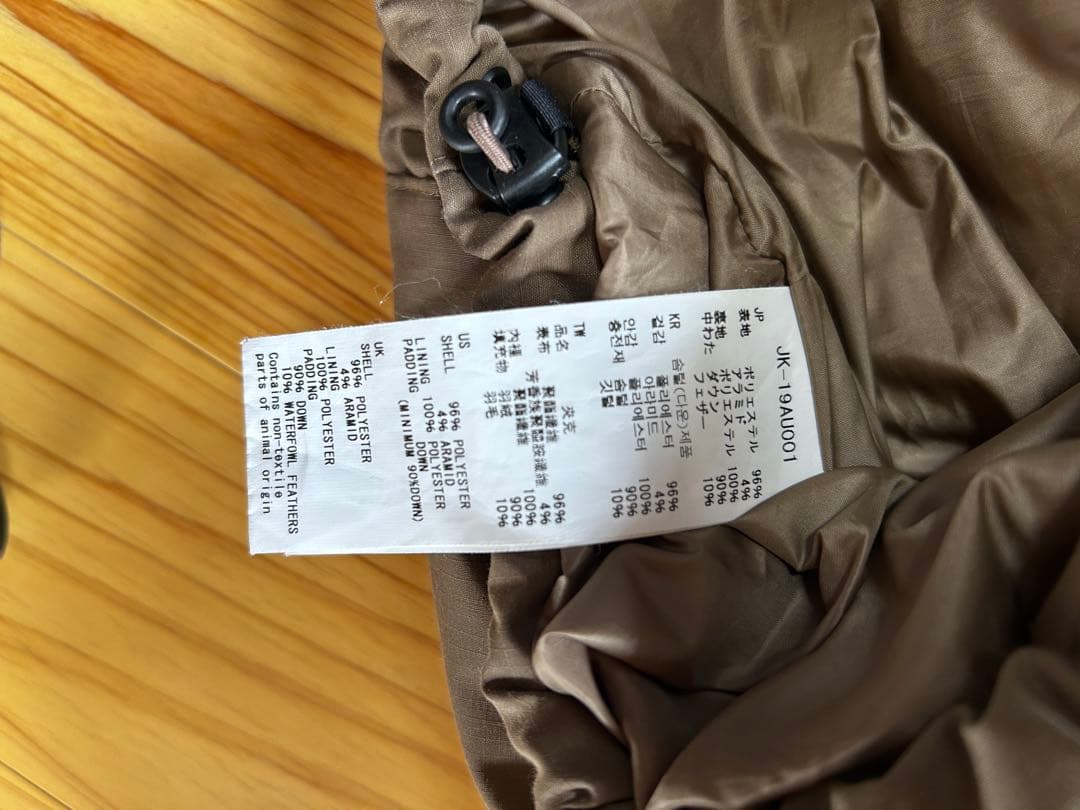 JK-19AU001
JP
表地 ポリエステル 96%
アラミド 4%
裏地 ポリエステル 100%
中わた ダウン 90%
フェザー 10%
KR 솜털(다운)제품
겉감 폴리에스터 96%
아라미드 4%
안감 폴리에스터 100%
충전재 솜털 90%
깃털 10%
TW
品名 夾克
表布 聚酯纖維 96%
芳香族聚醯胺纖維 4%
內裡 聚酯纖維 100%
填充物 羽絨 90%
羽毛 10%
US
SHELL 96% POLYESTER
4% ARAMID
LINING 100% POLYESTER
PADDING DOWN
(MINIMUM 90%DOWN)
UK
SHELL
96% POLYESTER
4% ARAMID
LINING
100% POLYESTER
PADDING
90% DOWN
10% WATERFOWL FEATHERS
Contains non-textile
parts of animal origin